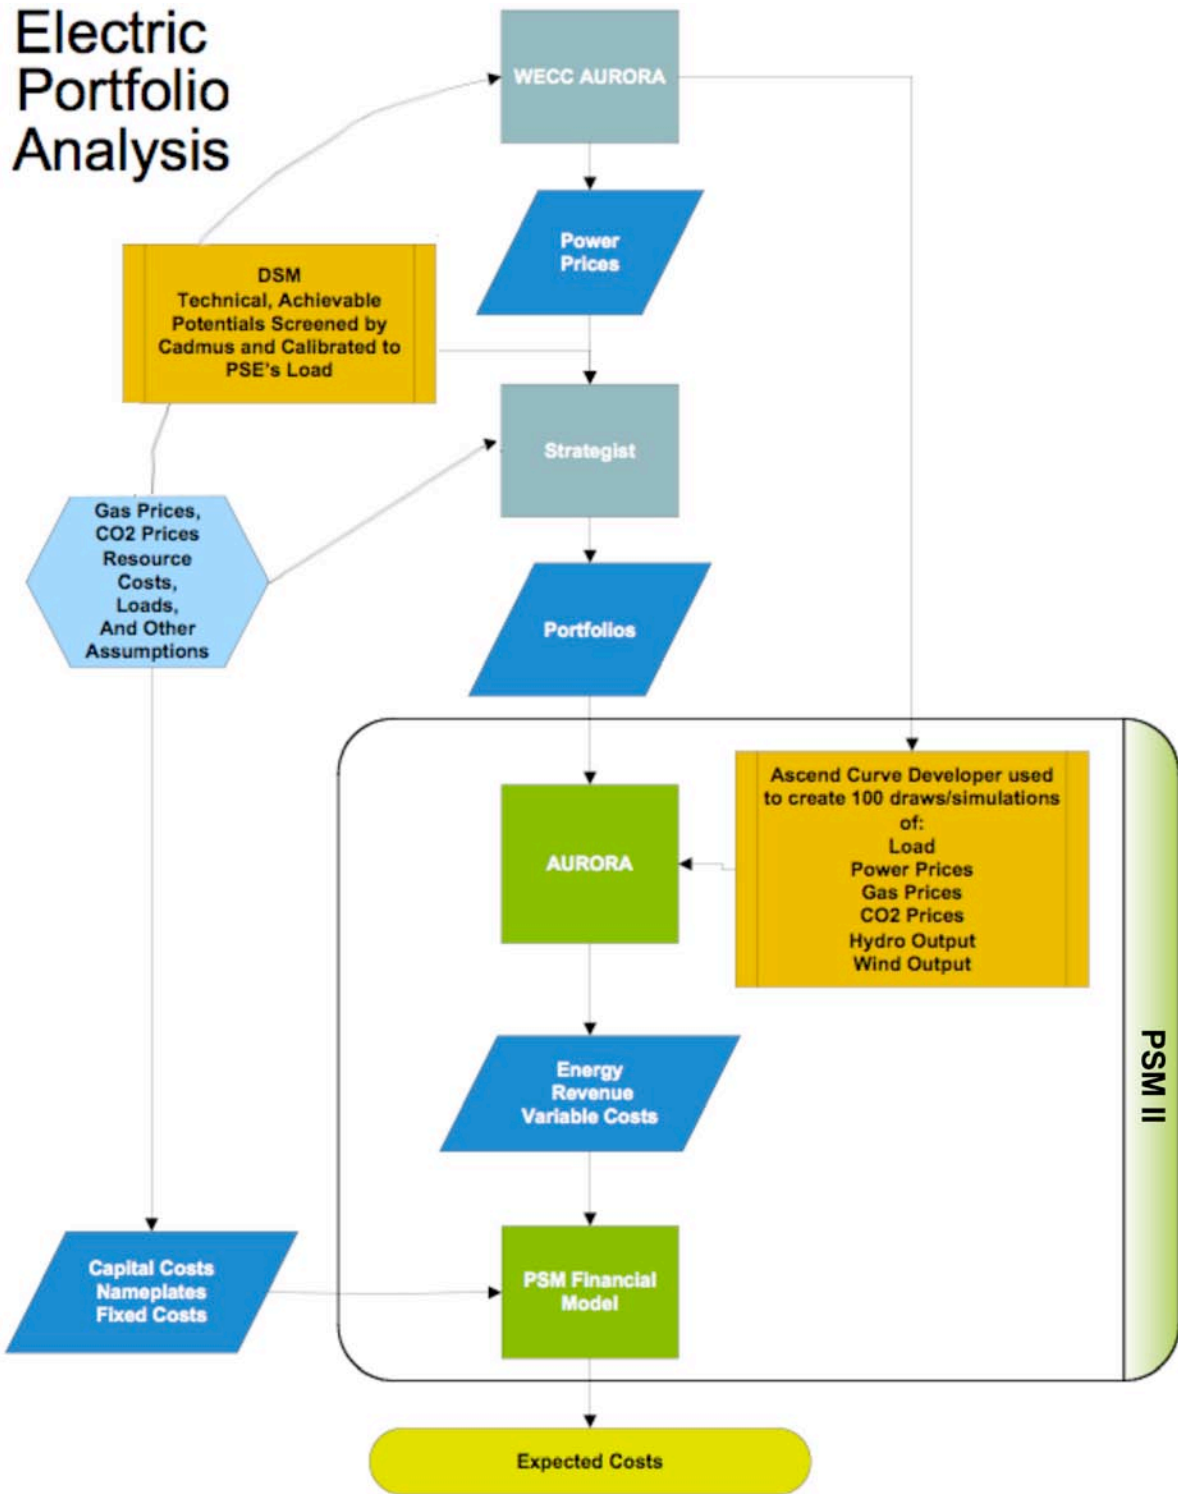 Electric
Portfolio
Analysis
WECC AURORA
Power
Prices
DSM
Technical, Achievable
Potentials Screened by
Cadmus and Calibrated to
PSE's Load
Strategist
Gas Prices,
CO2 Prices
Resource
Costs,
Loads,
And Other
Assumptions
Portfolios
Ascend Curve Developer used
to create 100 draws/simulations
of:
Load
Power Prices
Gas Prices
CO2 Prices
Hydro Output
Wind Output
AURORA
PSM II
Energy
Revenue
Variable Costs
Capital Costs
Nameplates
Fixed Costs
PSM Financial
Model
Expected Costs